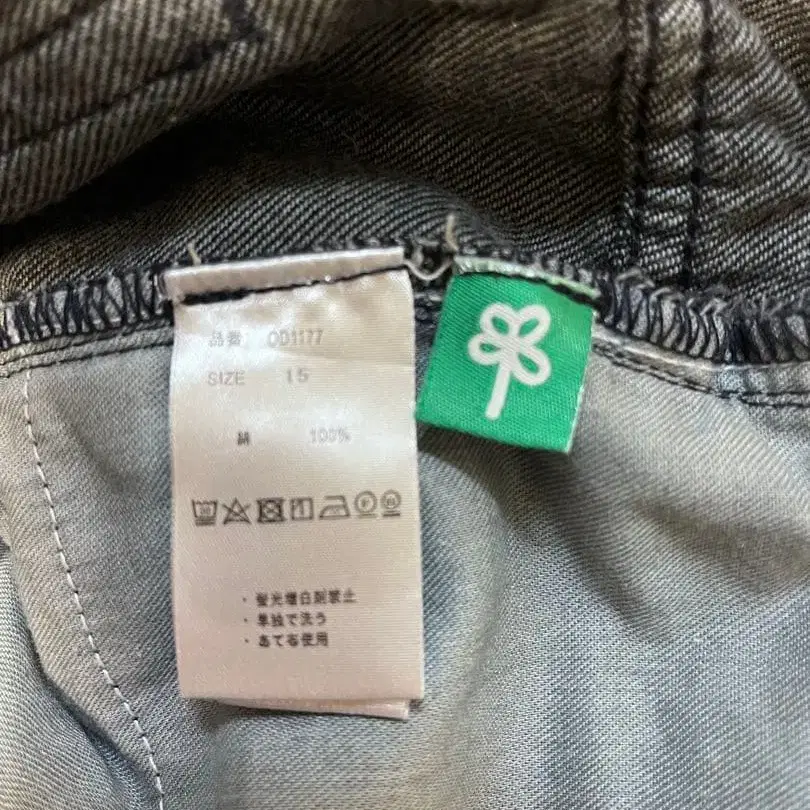 品番 OD1177
SIZE 15
綿 100%
・蛍光増白剤禁止
・単独で洗う
・あて布使用